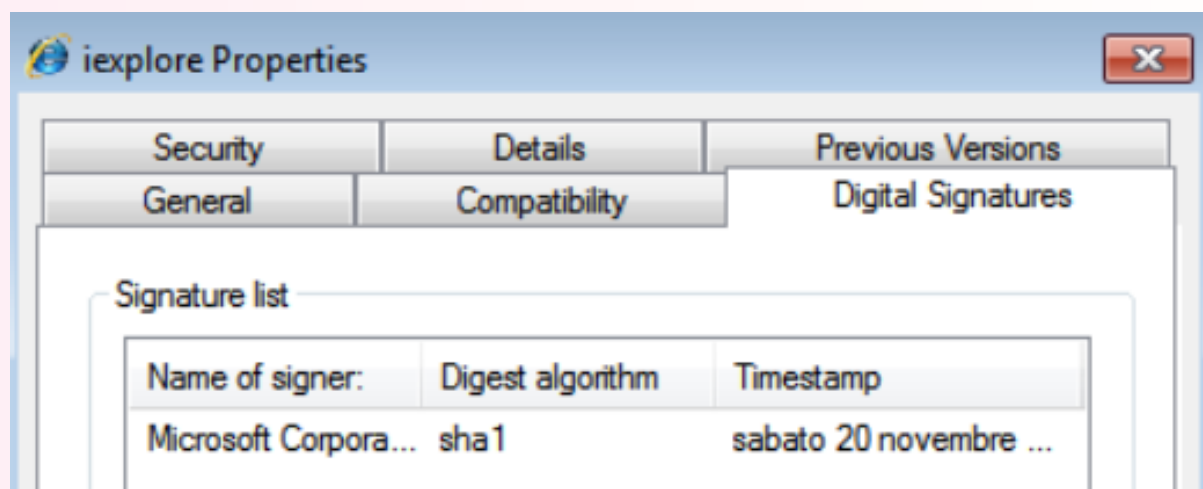 iexplore Properties
Security Details Previous Versions
General Compatibility Digital Signatures
Signature list
Name of signer: Digest algorithm Timestamp
Microsoft Corpora... sha1 sabato 20 novembre ...